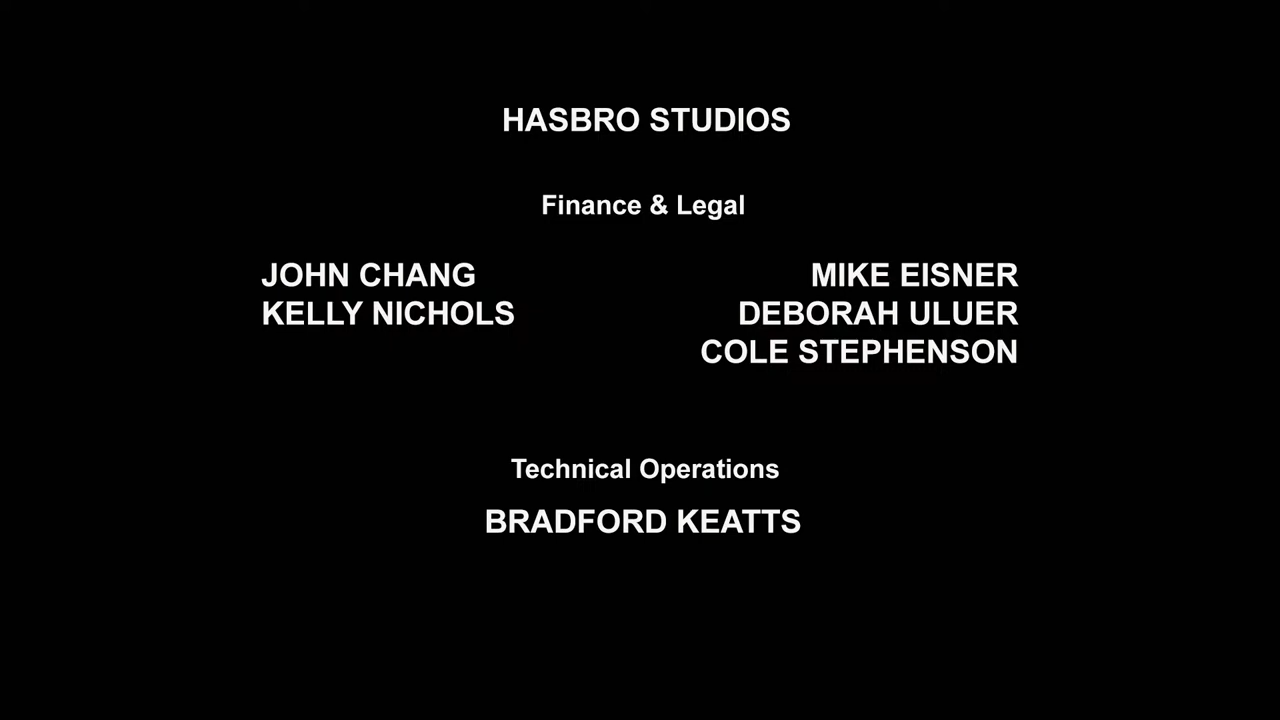 HASBRO STUDIOS
Finance & Legal
JOHN CHANG MIKE EISNER
KELLY NICHOLS DEBORAH ULUER
COLE STEPHENSON
Technical Operations
BRADFORD KEATTS